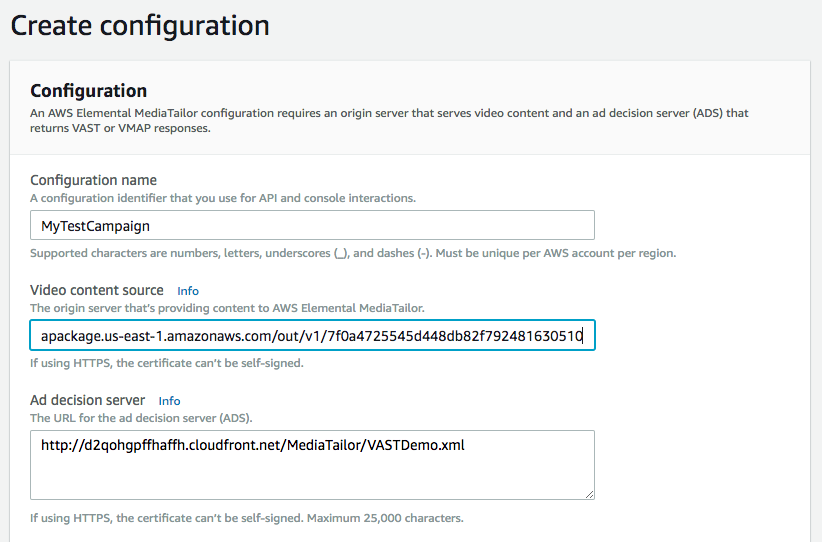 Create configuration
Configuration
An AWS Elemental MediaTailor configuration requires an origin server that serves video content and an ad decision server (ADS) that
returns VAST or VMAP responses.
Configuration name
A configuration identifier that you use for API and console interactions.
MyTestCampaign
Supported characters are numbers, letters, underscores (_), and dashes (-). Must be unique per AWS account per region.
Video content source Info
The origin server that's providing content to AWS Elemental MediaTailor.
apackage.us-east-1.amazonaws.com/out/v1/7f0a4725545d448db82f792481630510
If using HTTPS, the certificate can't be self-signed.
Ad decision server Info
The URL for the ad decision server (ADS).
http://d2qohgpffhaffh.cloudfront.net/MediaTailor/VASTDemo.xml
If using HTTPS, the certificate can't be self-signed. Maximum 25,000 characters.